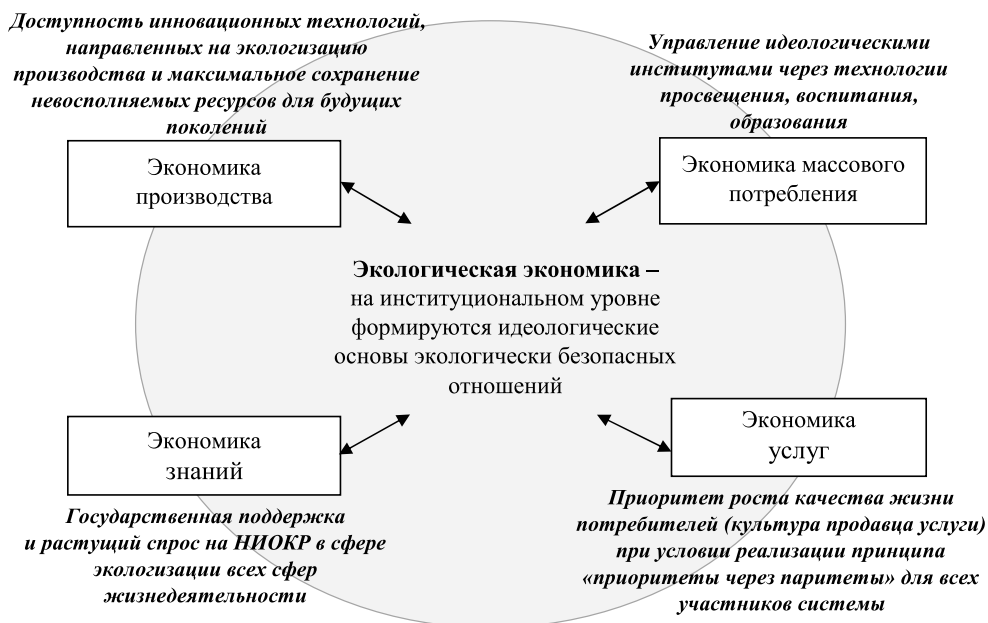 Доступность инновационных технологий,
направленных на экологизацию
производства и максимальное сохранение
невосполняемых ресурсов для будущих
поколений
Экономика
производства
Управление идеологическими
институтами через технологии
просвещения, воспитания,
образования
Экономика массового
потребления
Экологическая экономика –
на институциональном уровне
формируются идеологические
основы экологически безопасных
отношений
Экономика
знаний
Государственная поддержка
и растущий спрос на НИОКР в сфере
экологизации всех сфер
жизнедеятельности
Экономика
услуг
Приоритет роста качества жизни
потребителей (культура продавца услуги)
при условии реализации принципа
«приоритеты через паритеты» для всех
участников системы